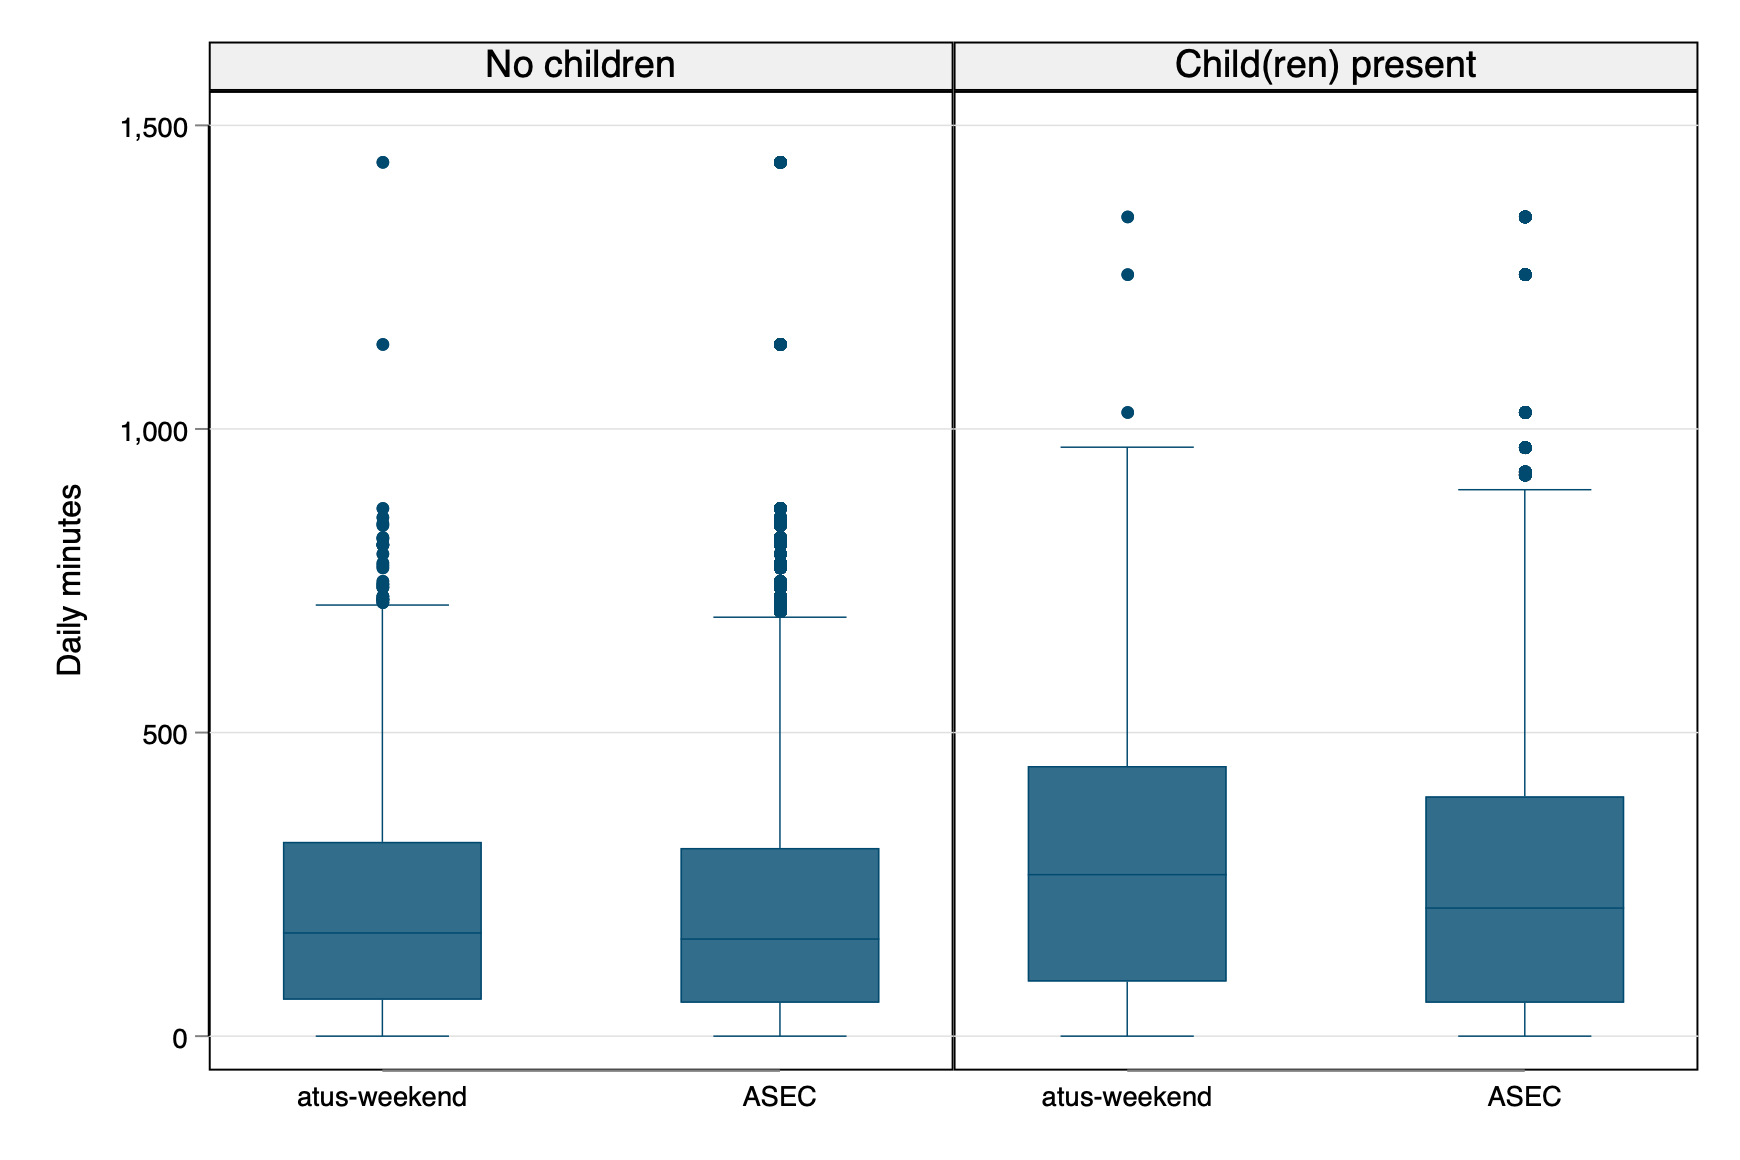 No children
Child(ren) present
1,500
1,000
500
0
Daily minutes
atus-weekend
ASEC
atus-weekend
ASEC